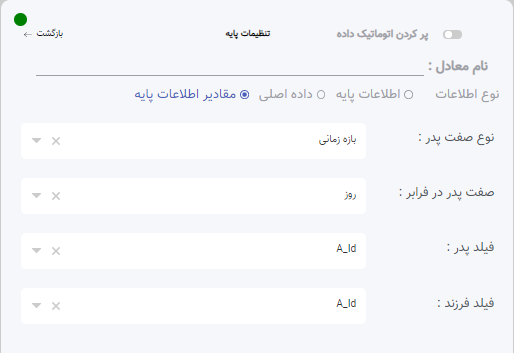 پر کردن اتوماتیک داده تنظیمات پایه بازگشت ←
نام معادل :
نوع اطلاعات اطلاعات پایه داده اصلی مقادیر اطلاعات پایه
نوع صفت پدر : بازه زمانی
صفت پدر در فرابر : روز
فیلد پدر : A_Id
فیلد فرزند : A_Id